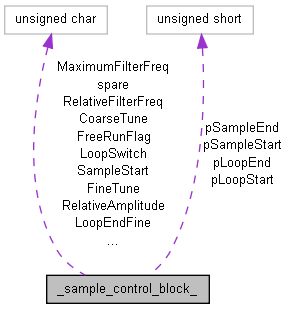 unsigned char
unsigned short
MaximumFilterFreq
spare
RelativeFilterFreq
CoarseTune
FreeRunFlag
LoopSwitch
SampleStart
FineTune
RelativeAmplitude
LoopEndFine
...
pSampleEnd
pSampleStart
pLoopEnd
pLoopStart
_sample_control_block_